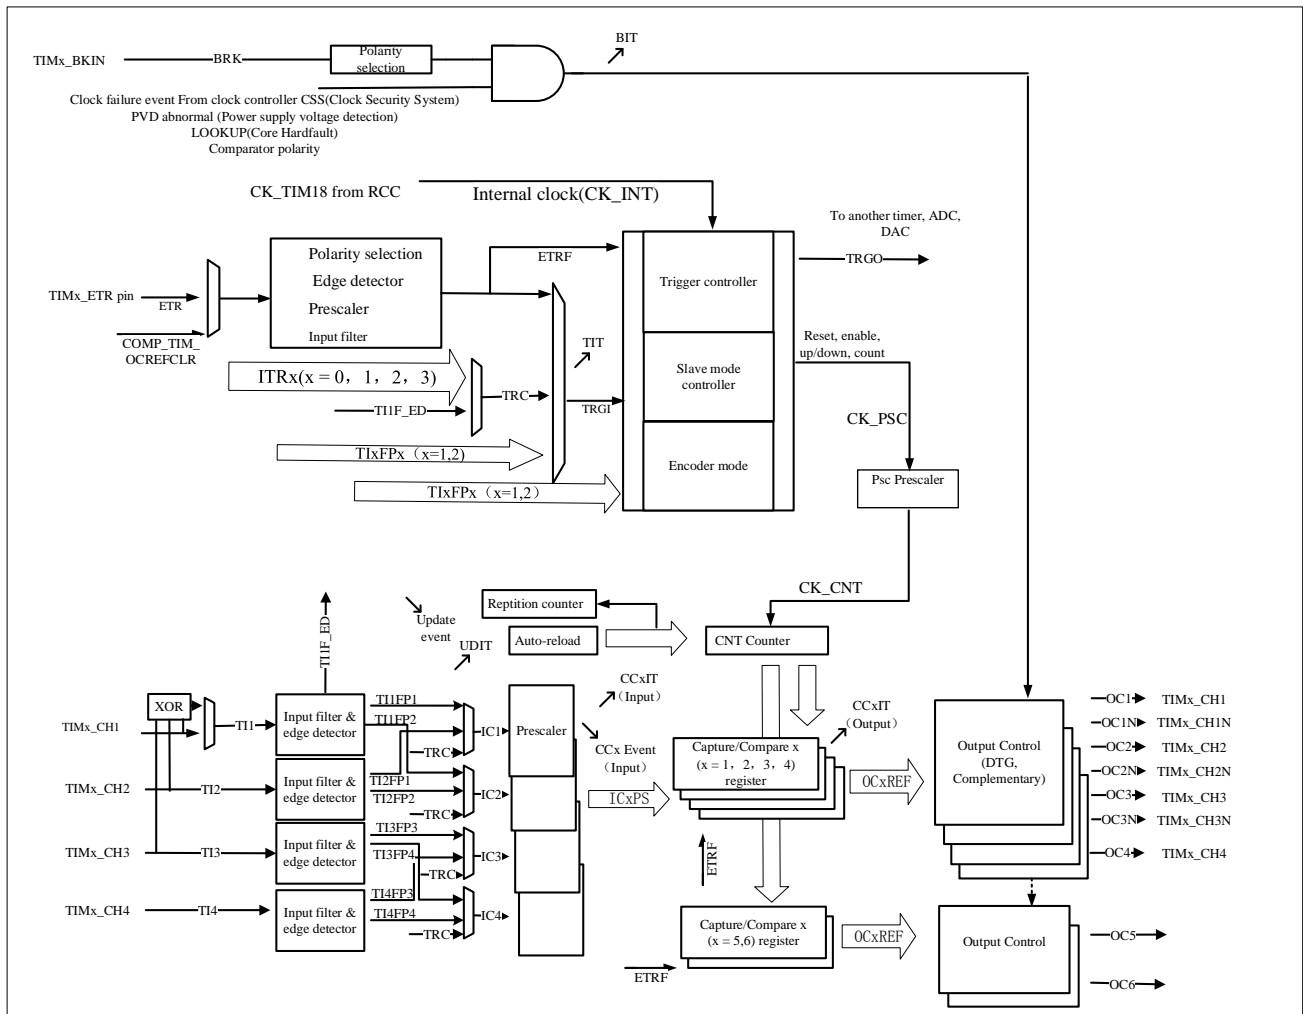 BIT
TIMx_BKIN
BRK
Polarity
selection
Clock failure event From clock controller CSS(Clock Security System)
PVD abnormal (Power supply voltage detection)
LOOKUP(Core Hardfault)
Comparator polarity
CK_TIM18 from RCC
Internal clock(CK_INT)
To another timer, ADC,
DAC
TRGO
Polarity selection
Edge detector
Prescaler
Input filter
ETRF
TIMx_ETR pin
ETR
COMP_TIM_
OCREFCLR
Trigger controller
Slave mode
controller
Encoder mode
Reset, enable,
up/down, count
TIT
ITRx(x = 0，1，2，3)
TI1F_ED
TRC
TRGI
TIxFPx（x=1,2)
TIxFPx（x=1,2）
CK_PSC
Psc Prescaler
CK_CNT
Reptition counter
Auto-reload
CNT Counter
Update
event
UDIT
TI1F_ED
XOR
TIMx_CH1
TI1
Input filter &
edge detector
TI1FP1
TI1FP2
TRC
IC1
Prescaler
CCxIT
（Input）
CCx Event
(Input)
CCxIT
（Output）
TIMx_CH2
TI2
Input filter &
edge detector
TI2FP1
TI2FP2
TRC
IC2
ICxPS
Capture/Compare x
(x = 1，2，3，4)
register
OCxREF
Output Control
(DTG,
Complementary)
OC1
TIMx_CH1
OC1N
TIMx_CH1N
OC2
TIMx_CH2
OC2N
TIMx_CH2N
OC3
TIMx_CH3
OC3N
TIMx_CH3N
OC4
TIMx_CH4
TIMx_CH3
TI3
Input filter &
edge detector
TI3FP3
TI3FP4
TRC
IC3
ETRF
TIMx_CH4
TI4
Input filter &
edge detector
TI4FP3
TI4FP4
TRC
IC4
Capture/Compare x
(x = 5,6) register
ETRF
OCxREF
Output Control
OC5
OC6